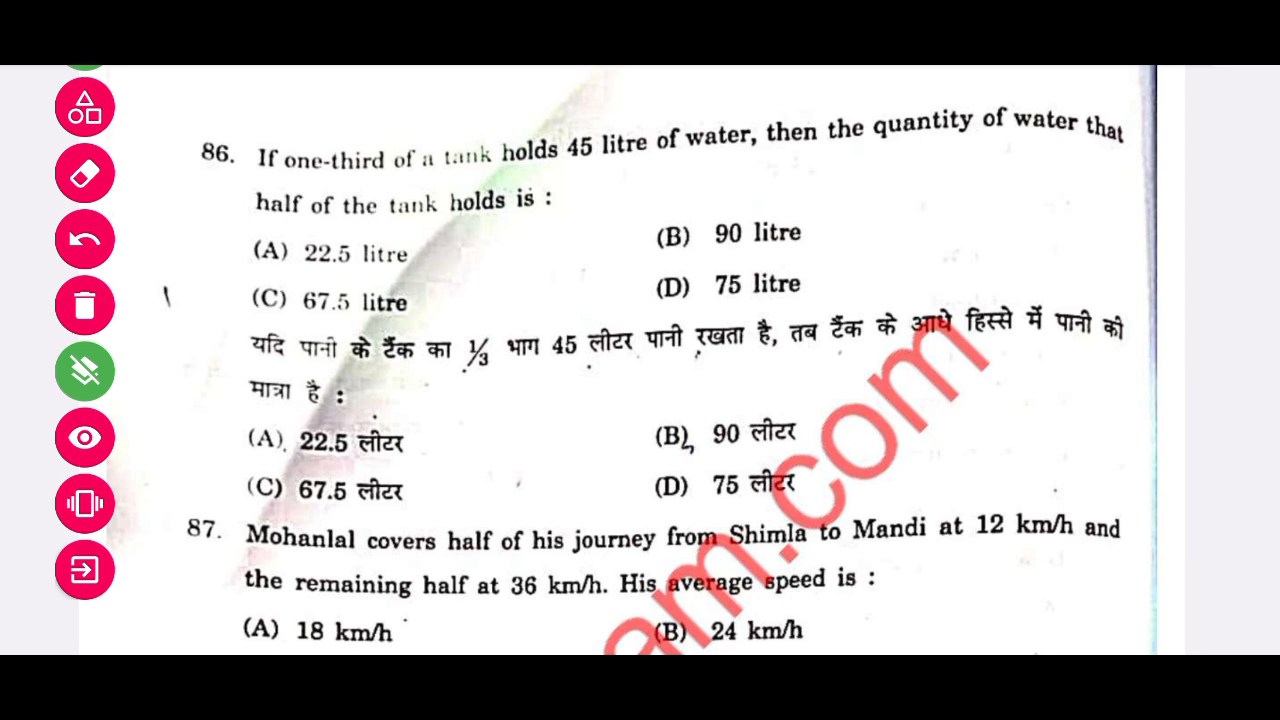 86. If one-third of a tank holds 45 litre of water, then the quantity of water that
half of the tank holds is :
(A) 22.5 litre (B) 90 litre
(C) 67.5 litre (D) 75 litre
यदि पानी के टैंक का 1/3 भाग 45 लीटर पानी रखता है, तब टैंक के आधे हिस्से में पानी की
मात्रा है :
(A) 22.5 लीटर (B) 90 लीटर
(C) 67.5 लीटर (D) 75 लीटर
87. Mohanlal covers half of his journey from Shimla to Mandi at 12 km/h and
the remaining half at 36 km/h. His average speed is :
(A) 18 km/h (B) 24 km/h
am.com